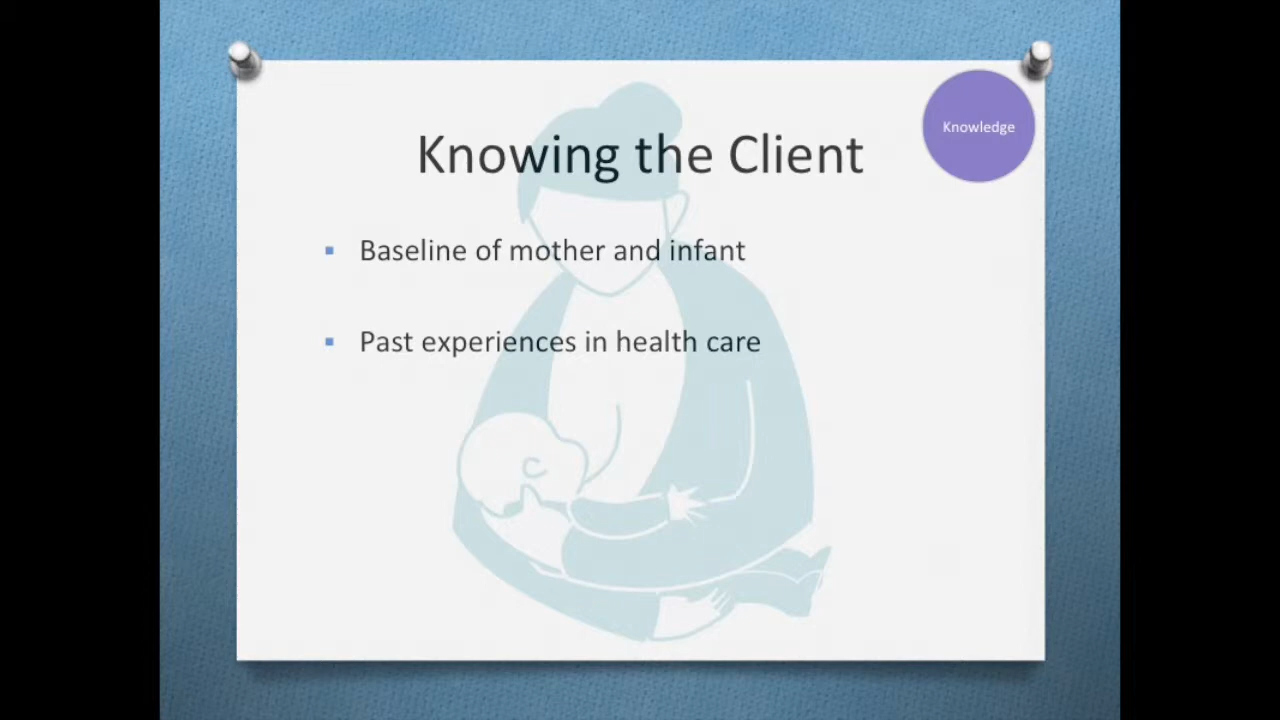 Knowledge
Knowing the Client
Baseline of mother and infant
Past experiences in health care